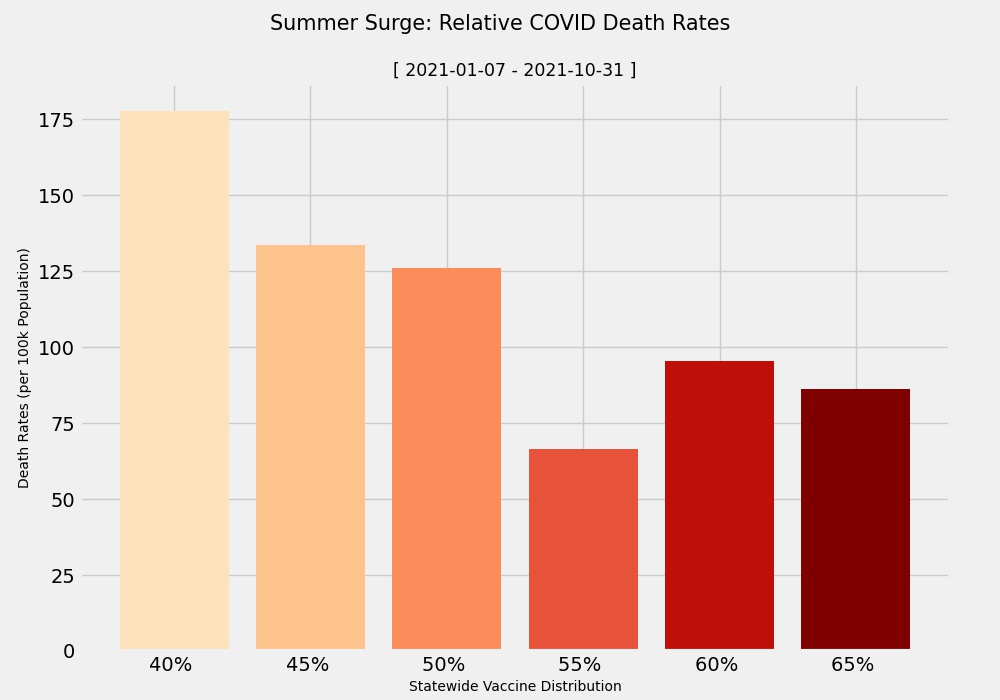 Summer Surge: Relative COVID Death Rates
[ 2021-01-07 - 2021-10-31 ]
Death Rates (per 100k Population)
175
150
125
100
75
50
25
0
40% 45% 50% 55% 60% 65%
Statewide Vaccine Distribution